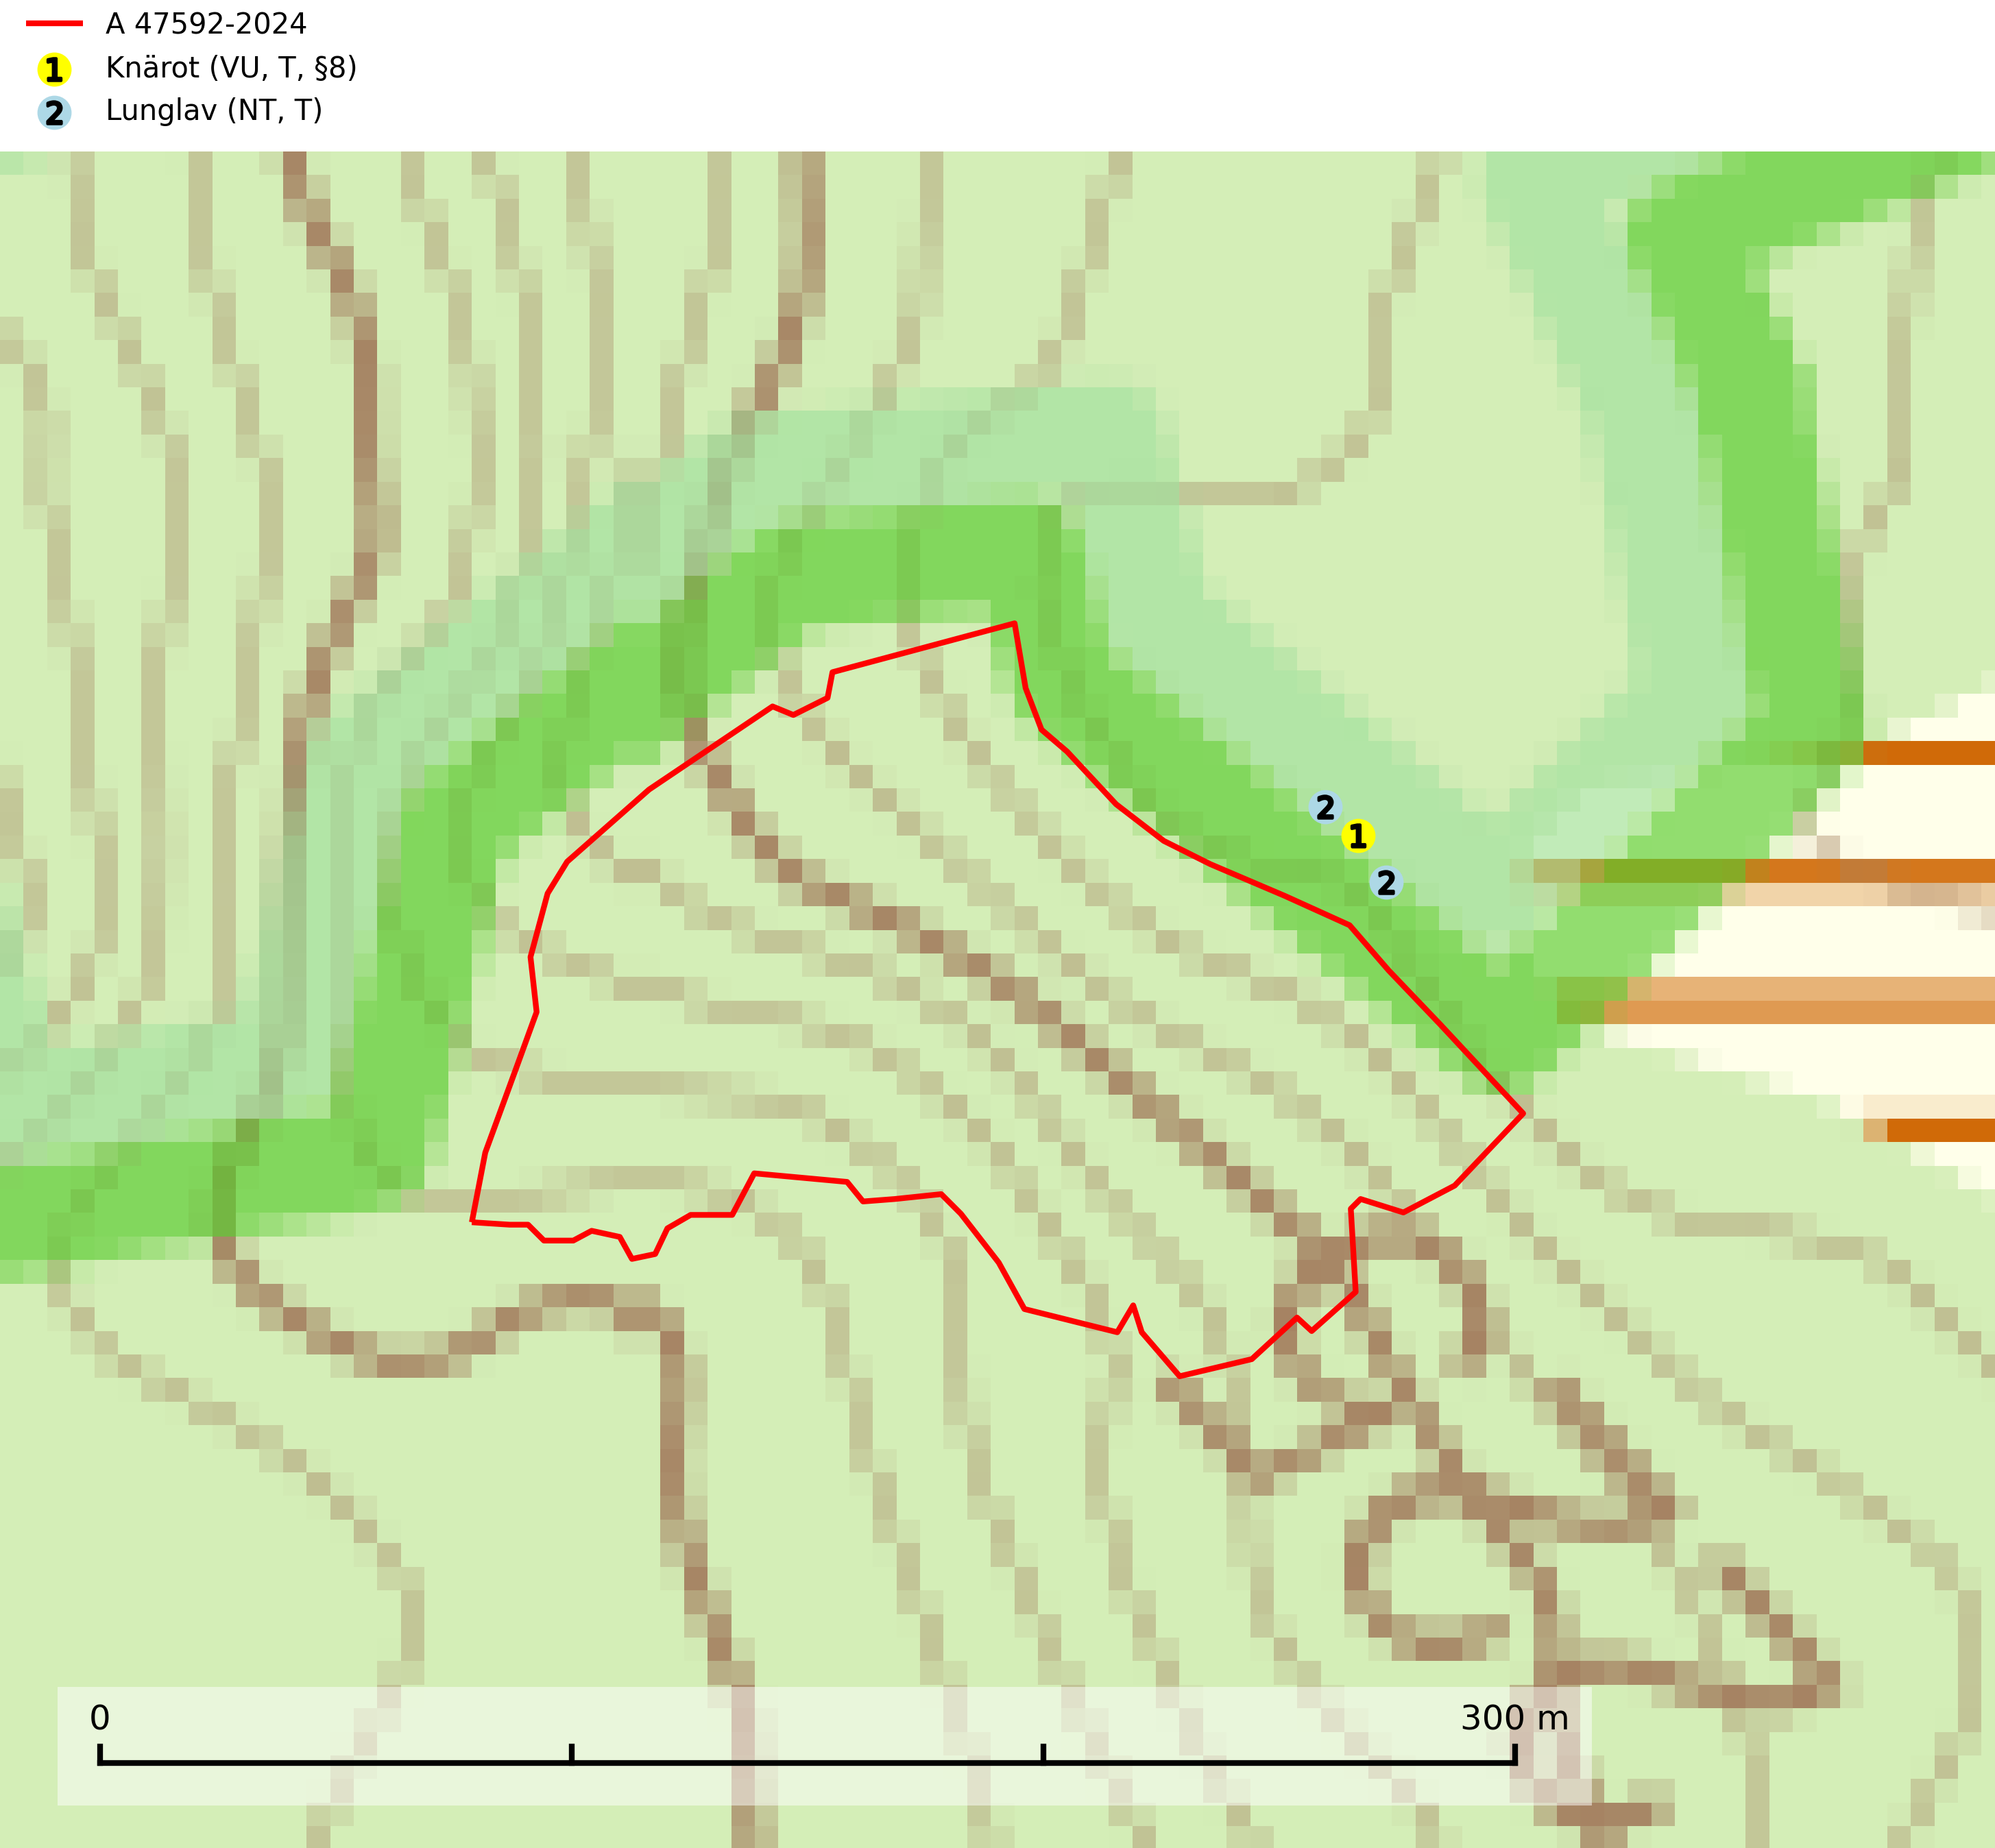 A 47592-2024
1 Knärot (VU, T, §8)
2 Lunglav (NT, T)
2
1
2
0 300 m